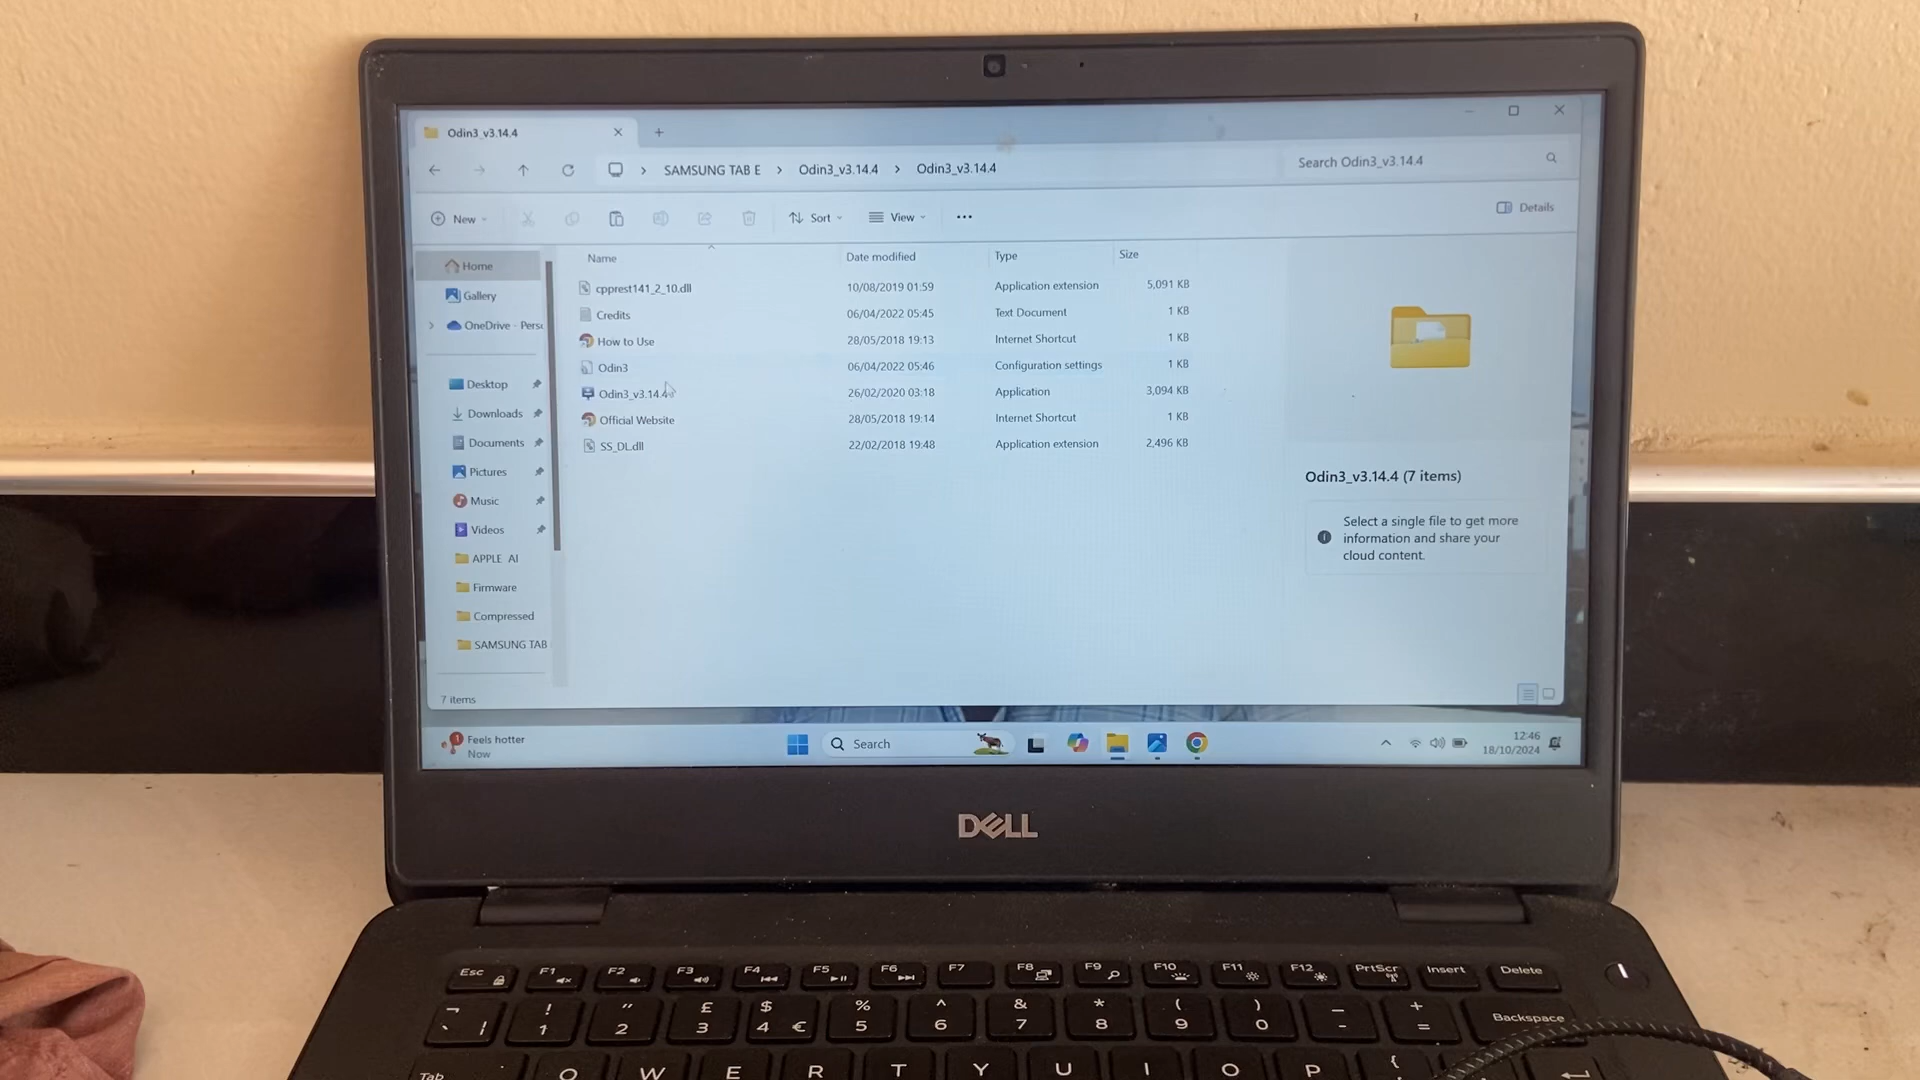 Odin3_v3.14.4
SAMSUNG TAB E > Odin3_v3.14.4 > Odin3_v3.14.4
Search Odin3_v3.14.4
New
Sort
View
Details
Name
Date modified
Type
Size
cpprest141_2_10.dll 10/08/2019 01:59 Application extension 5,091 KB
Credits 06/04/2022 05:45 Text Document 1 KB
How to Use 28/05/2018 19:13 Internet Shortcut 1 KB
Odin3 06/04/2022 05:46 Configuration settings 1 KB
Odin3_v3.14.4 26/02/2020 03:18 Application 3,094 KB
Official Website 28/05/2018 19:14 Internet Shortcut 1 KB
SS_DL.dll 22/02/2018 19:48 Application extension 2,496 KB
Home
Gallery
OneDrive - Perso
Desktop
Downloads
Documents
Pictures
Music
Videos
APPLE AI
Firmware
Compressed
SAMSUNG TAB
Odin3_v3.14.4 (7 items)
Select a single file to get more
information and share your
cloud content.
7 items
1
Feels hotter
Now
Search
12:46
18/10/2024
DELL
Esc F1 F2 F3 F4 F5 F6 F7 F8 F9 F10 F11 F12 PrtScr Insert Delete
¬ ! " £ $ % ^ & * ( ) _ +
` ¦ 1 2 3 4 € 5 6 7 8 9 0 - = Backspace
Tab Q W E R T Y U I O P {